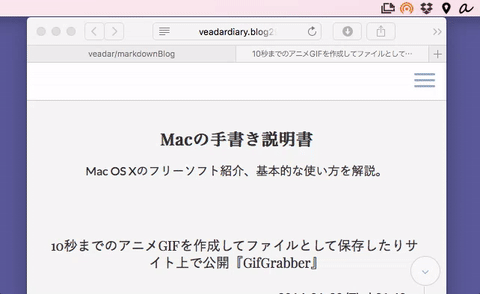 veadardiary.blog2
veadar/markdownBlog
10秒までのアニメGIFを作成してファイルとして…
Macの手書き説明書
Mac OS Xのフリーソフト紹介、基本的な使い方を解説。
10秒までのアニメGIFを作成してファイルとして保存したりサ
イト上で公開『GifGrabber』